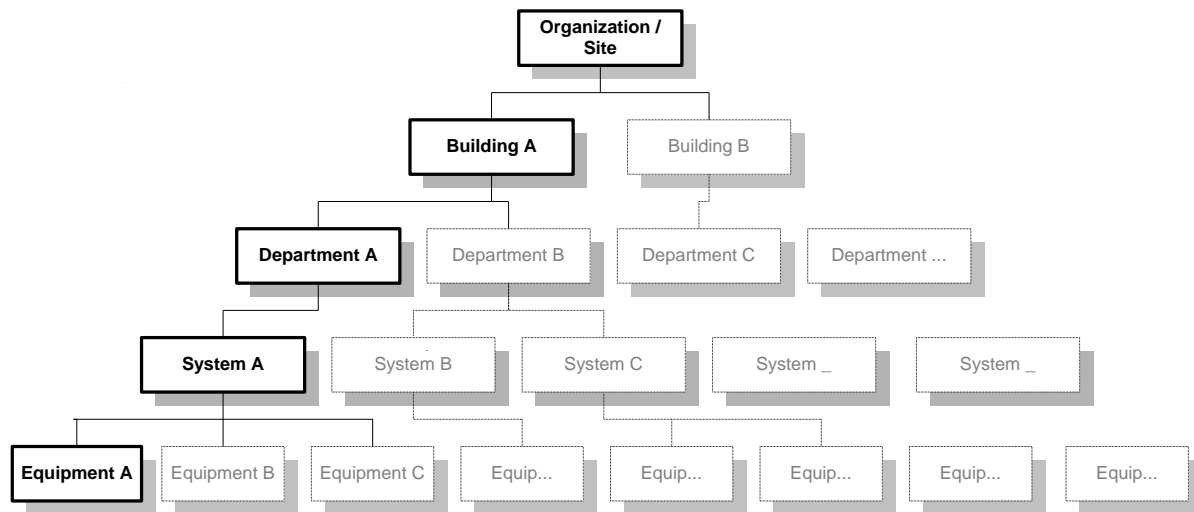 Organization /
Site
Building A
Building B
Department A
Department B
Department C
Department ...
System A
System B
System C
System _
System _
Equipment A
Equipment B
Equipment C
Equip...
Equip...
Equip...
Equip...
Equip...